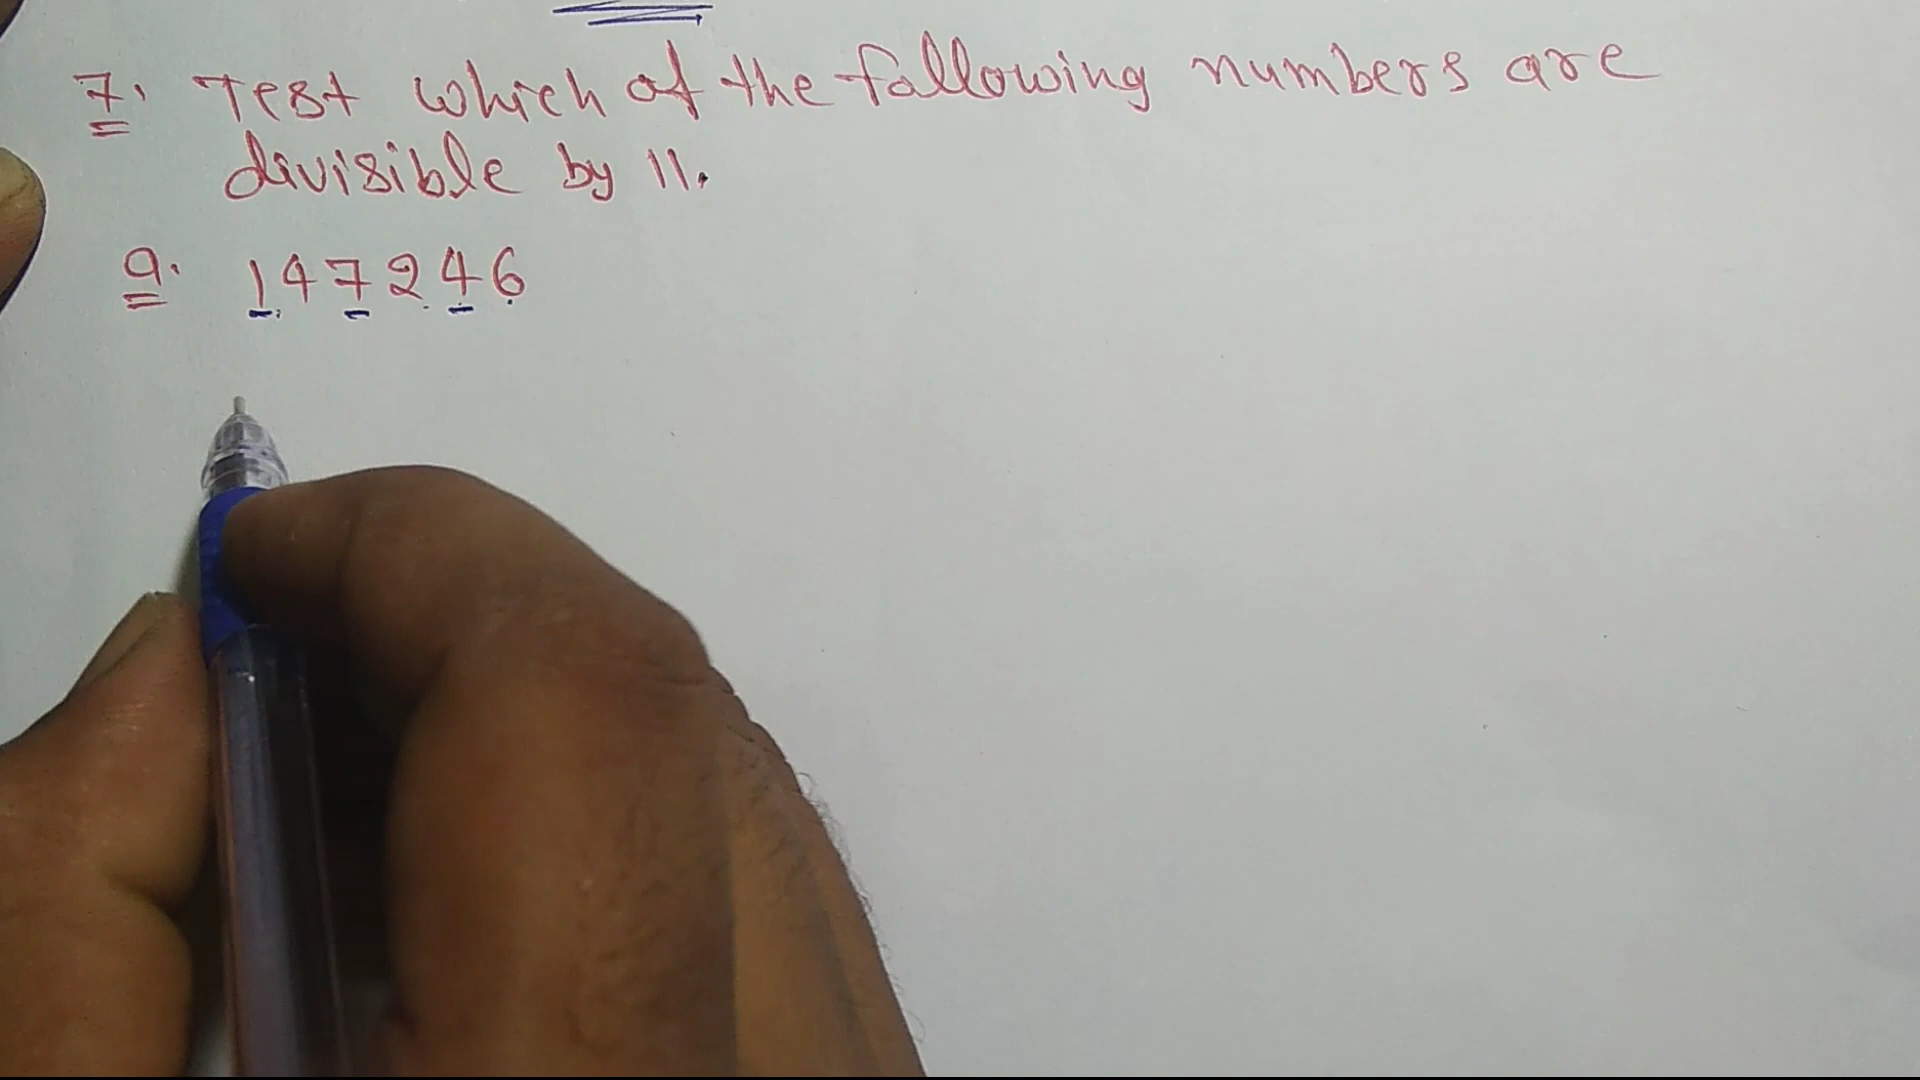 7. Test which of the following numbers are
divisible by 11.
a. 147246